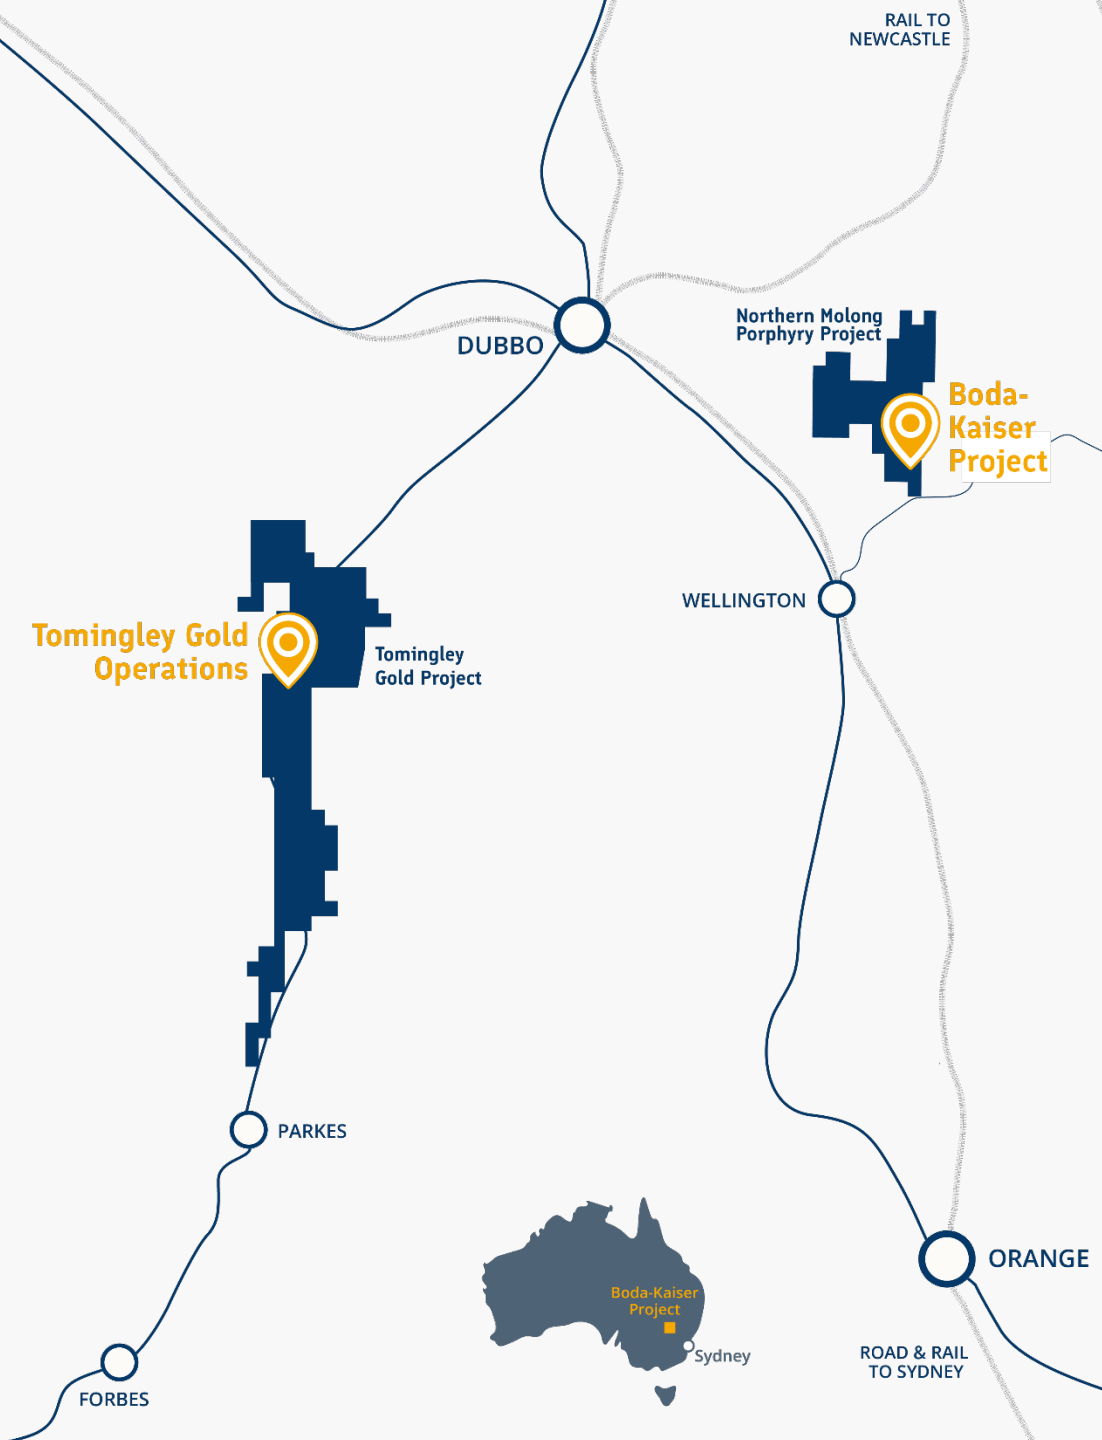 RAIL TO
NEWCASTLE
Northern Molong
Porphyry Project
DUBBO
Boda-
Kaiser
Project
WELLINGTON
Tomingley Gold
Operations
Tomingley
Gold Project
PARKES
ORANGE
Boda-Kaiser
Project
Sydney
ROAD & RAIL
TO SYDNEY
FORBES